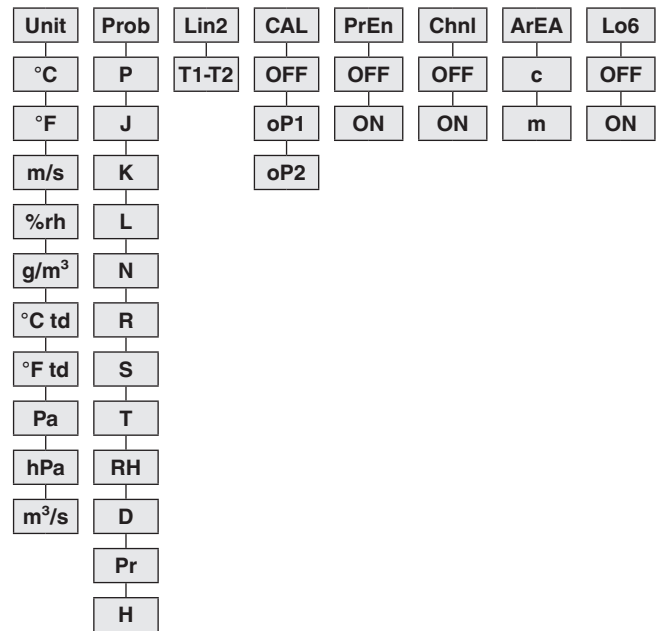 Unit Prob Lin2 CAL PrEn Chnl ArEA Lo6
°C P T1-T2 OFF OFF OFF c OFF
°F J oP1 ON ON m ON
m/s K oP2
%rh L
g/m³ N
°C td R
°F td S
Pa T
hPa RH
m³/s D
Pr
H